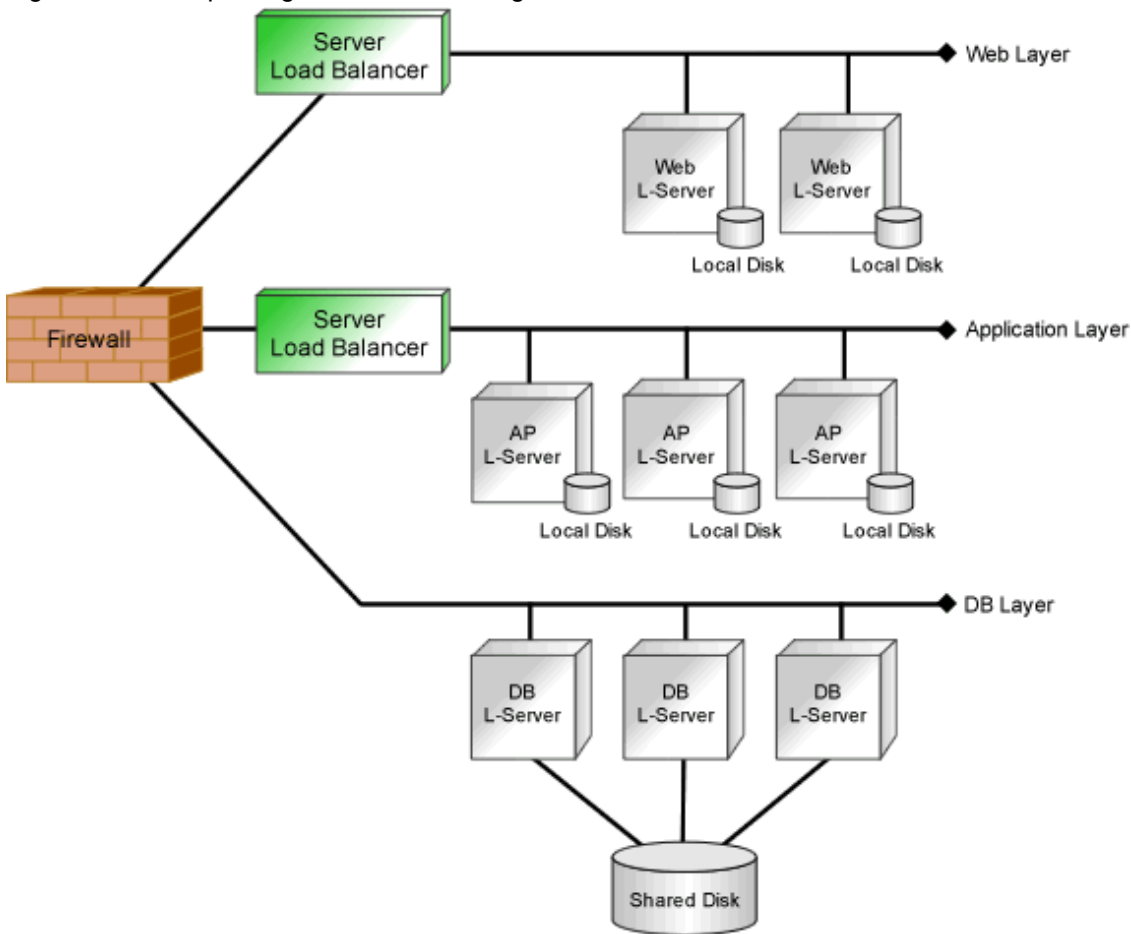 Server
Load Balancer
Web Layer
Web
L-Server
Web
L-Server
Local Disk
Local Disk
Firewall
Server
Load Balancer
Application Layer
AP
L-Server
AP
L-Server
AP
L-Server
Local Disk
Local Disk
Local Disk
DB Layer
DB
L-Server
DB
L-Server
DB
L-Server
Shared Disk